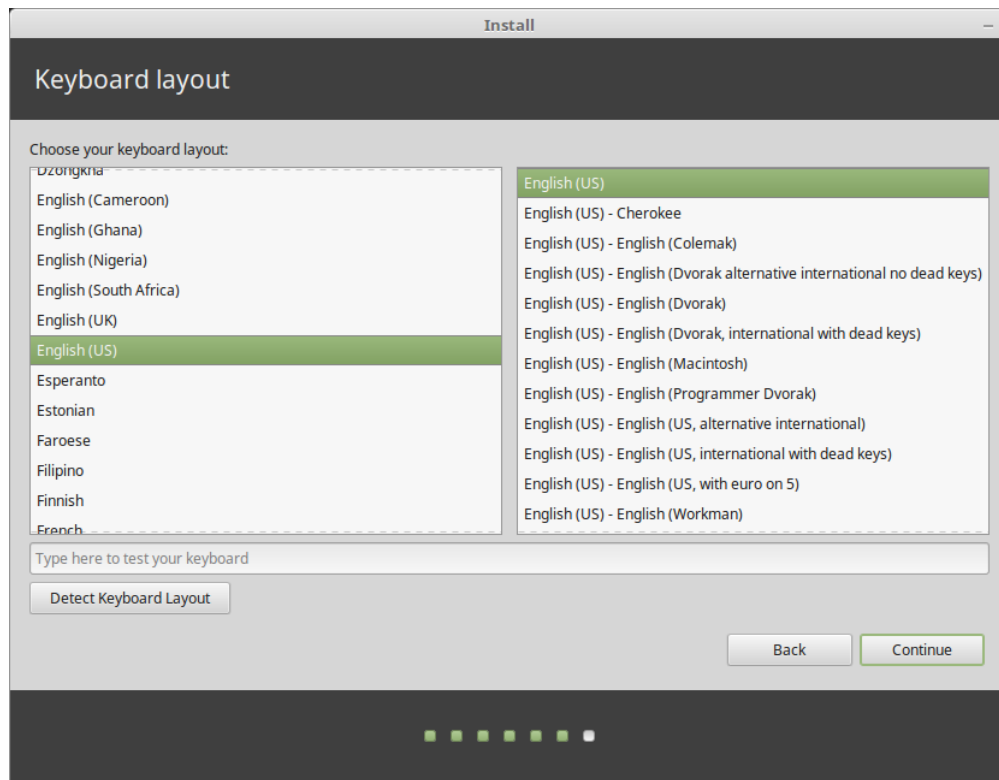 Install
Keyboard layout
Choose your keyboard layout:
Dzongkha
English (Cameroon)
English (Ghana)
English (Nigeria)
English (South Africa)
English (UK)
English (US)
Esperanto
Estonian
Faroese
Filipino
Finnish
French
English (US)
English (US) - Cherokee
English (US) - English (Colemak)
English (US) - English (Dvorak alternative international no dead keys)
English (US) - English (Dvorak)
English (US) - English (Dvorak, international with dead keys)
English (US) - English (Macintosh)
English (US) - English (Programmer Dvorak)
English (US) - English (US, alternative international)
English (US) - English (US, international with dead keys)
English (US) - English (US, with euro on 5)
English (US) - English (Workman)
Type here to test your keyboard
Detect Keyboard Layout
Back
Continue